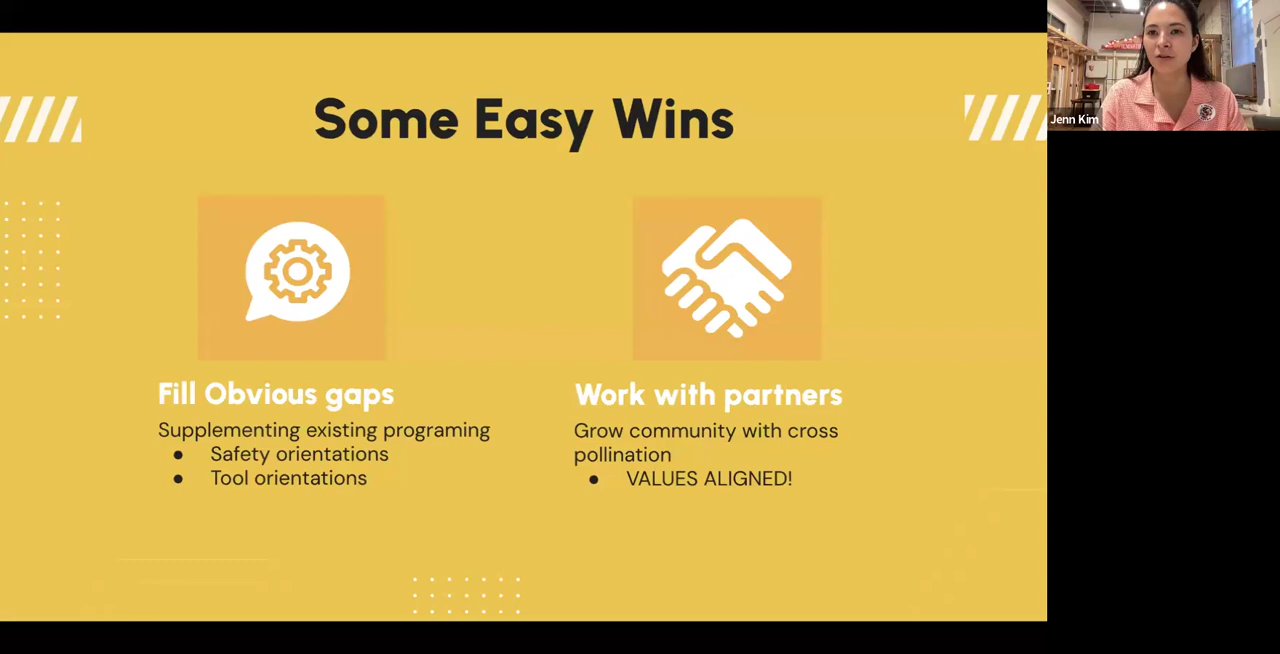 Some Easy Wins
Jenn Kim
Fill Obvious gaps
Supplementing existing programing
● Safety orientations
● Tool orientations
Work with partners
Grow community with cross
pollination
● VALUES ALIGNED!